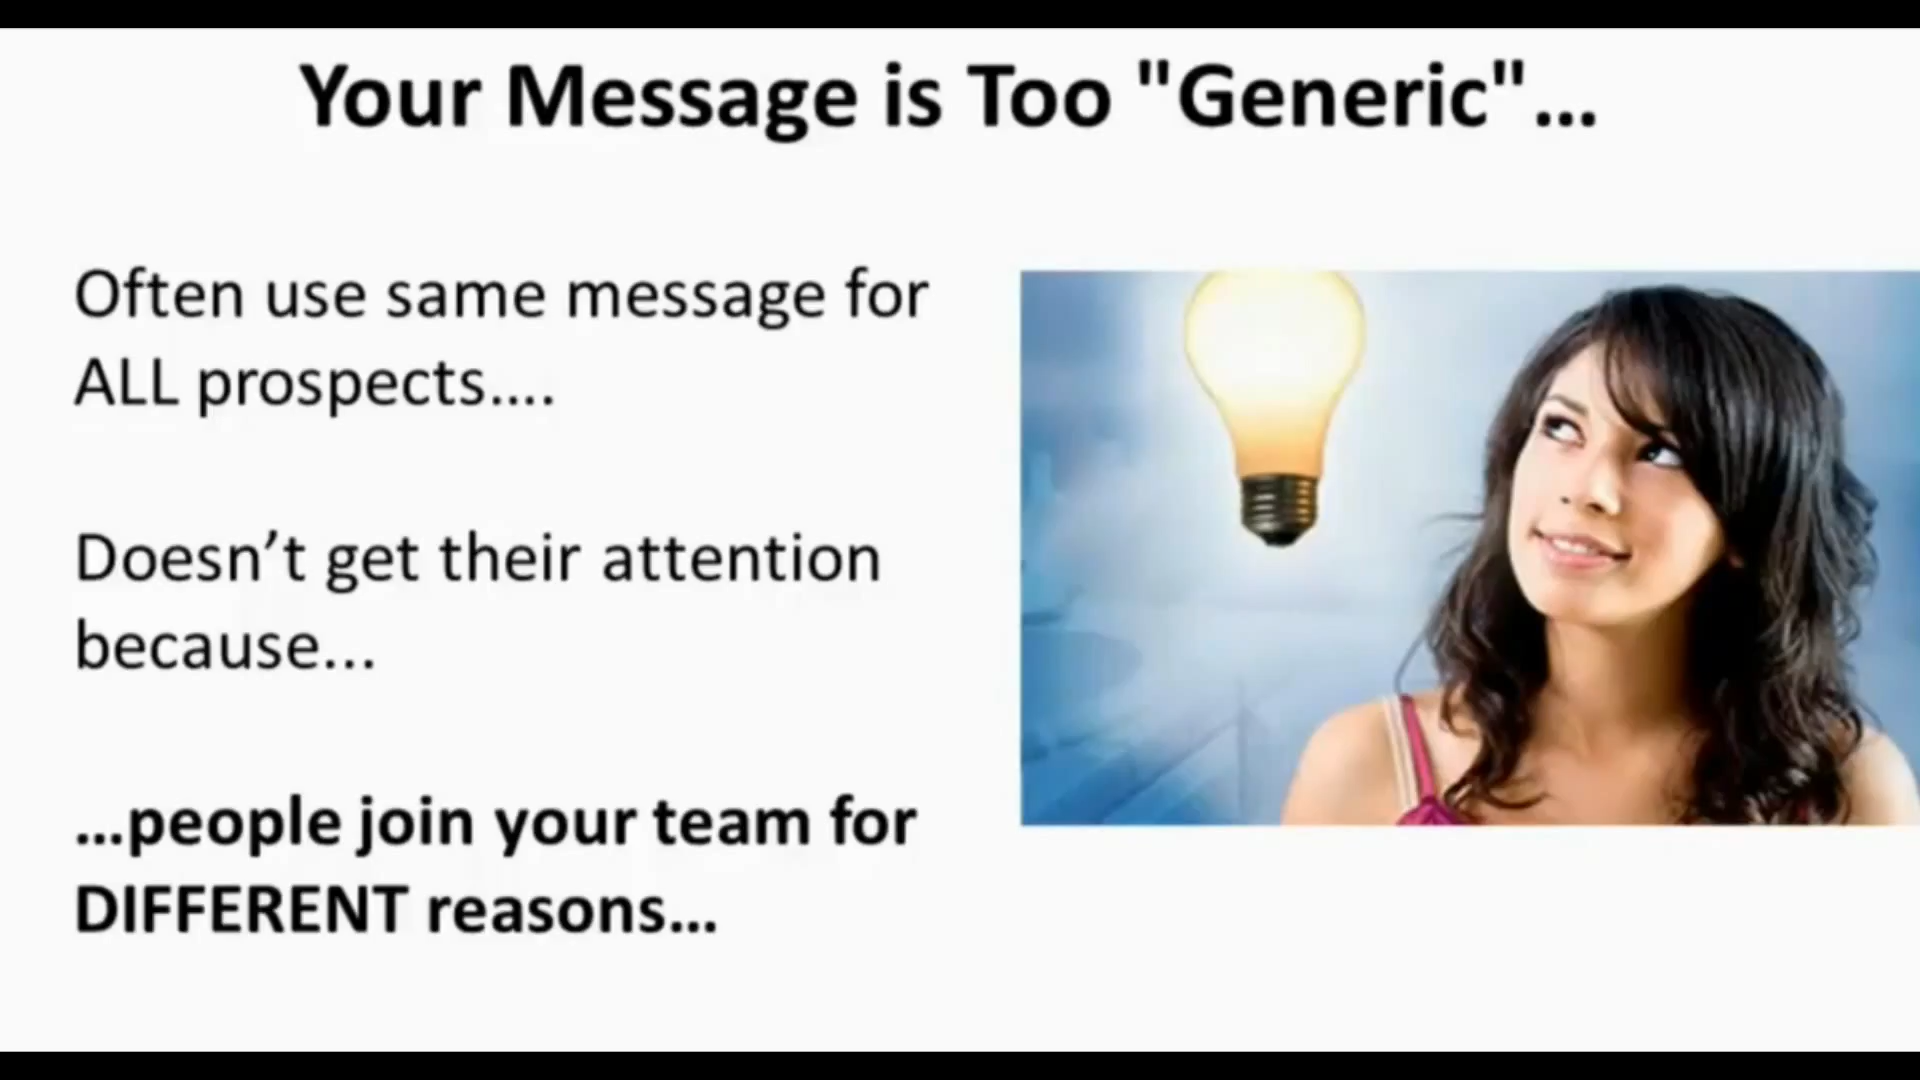 Your Message is Too "Generic"...
Often use same message for
ALL prospects....
Doesn’t get their attention
because...
...people join your team for
DIFFERENT reasons...